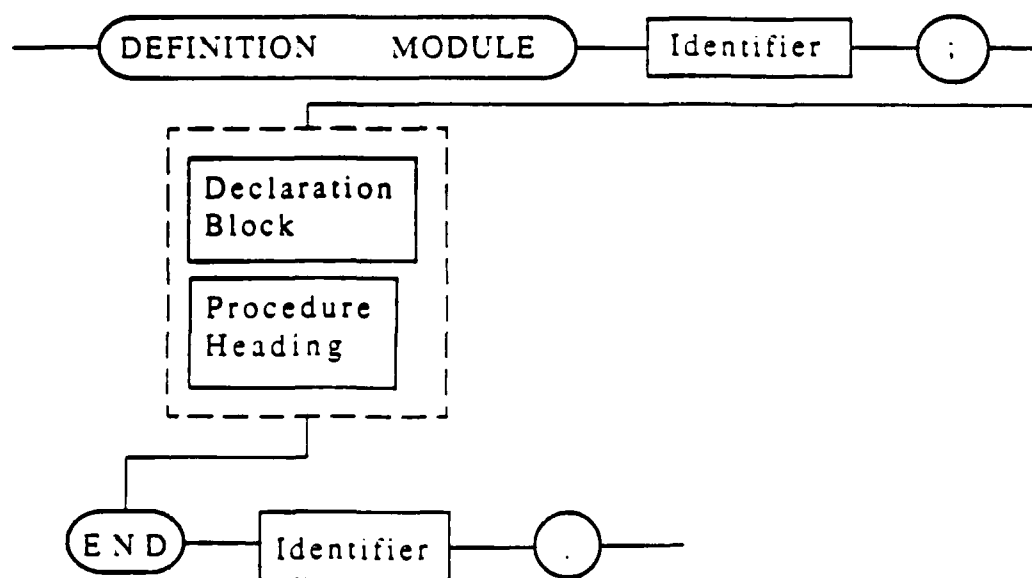 DEFINITION MODULE Identifier ;
Declaration
Block
Procedure
Heading
END Identifier .